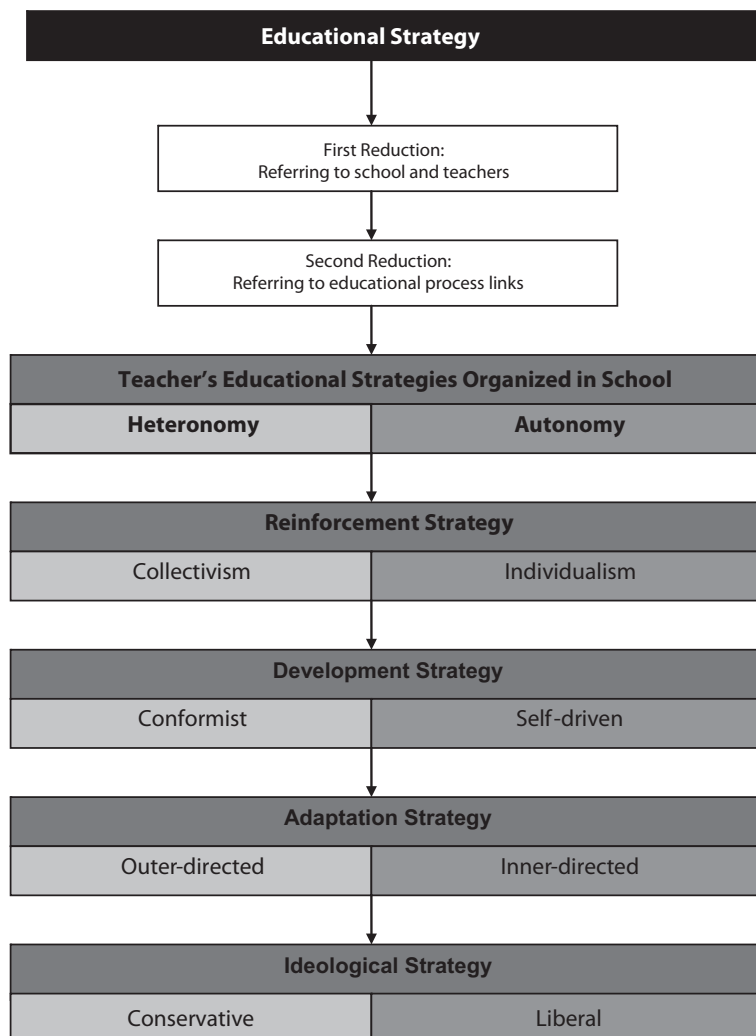 Educational Strategy
First Reduction:
Referring to school and teachers
Second Reduction:
Referring to educational process links
Teacher's Educational Strategies Organized in School
Heteronomy
Autonomy
Reinforcement Strategy
Collectivism
Individualism
Development Strategy
Conformist
Self-driven
Adaptation Strategy
Outer-directed
Inner-directed
Ideological Strategy
Conservative
Liberal